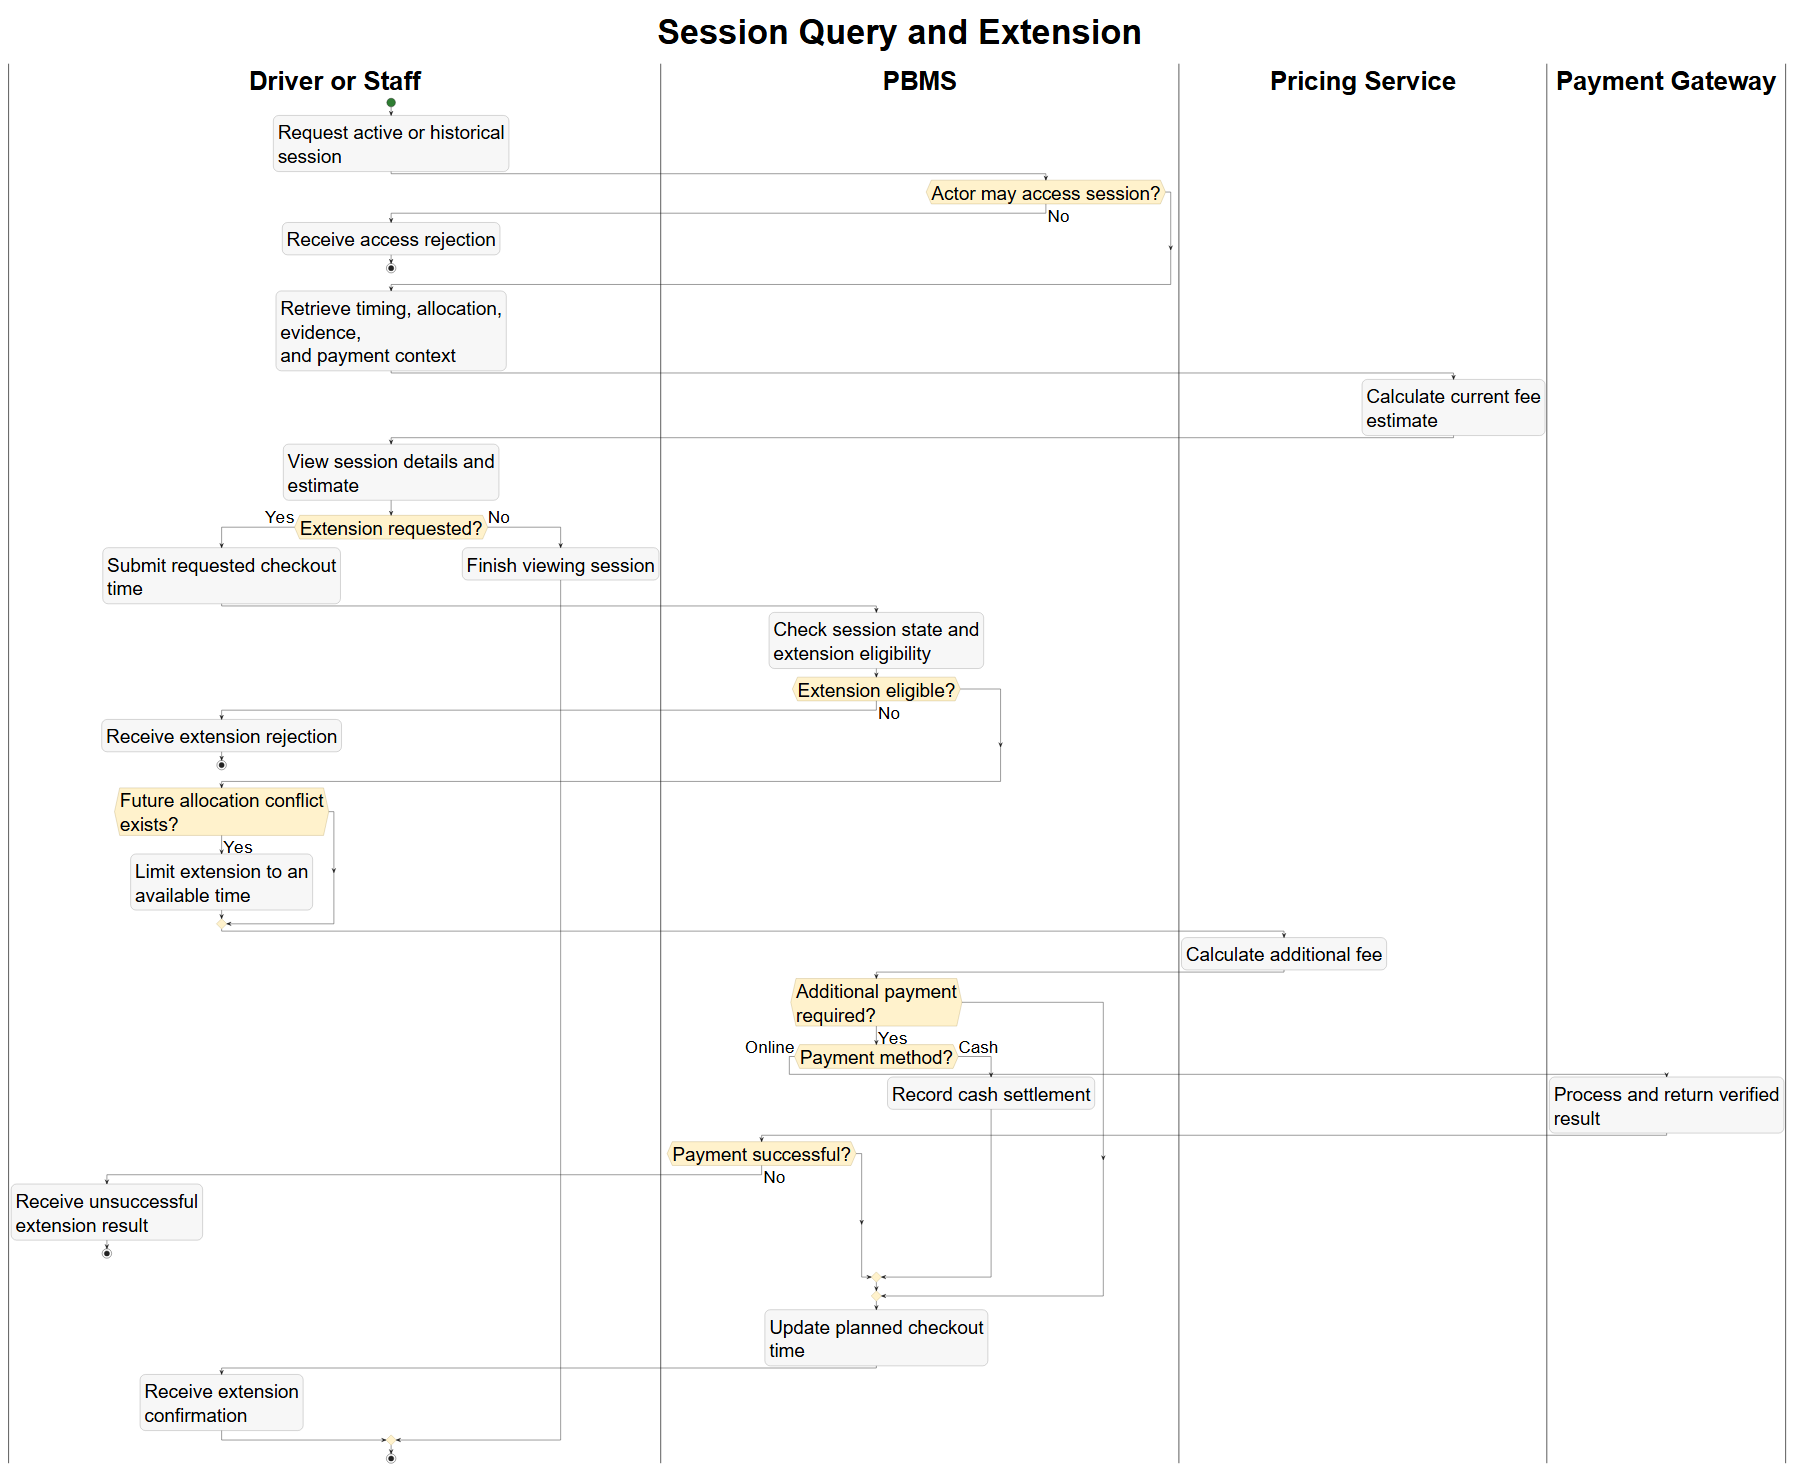 Session Query and Extension
Driver or Staff
PBMS
Pricing Service
Payment Gateway
Request active or historical
session
Actor may access session?
No
Receive access rejection
Retrieve timing, allocation,
evidence,
and payment context
Calculate current fee
estimate
View session details and
estimate
Yes
Extension requested?
No
Submit requested checkout
time
Finish viewing session
Check session state and
extension eligibility
Extension eligible?
No
Receive extension rejection
Future allocation conflict
exists?
Yes
Limit extension to an
available time
Calculate additional fee
Additional payment
required?
Yes
Online
Payment method?
Cash
Record cash settlement
Process and return verified
result
Payment successful?
No
Receive unsuccessful
extension result
Update planned checkout
time
Receive extension
confirmation